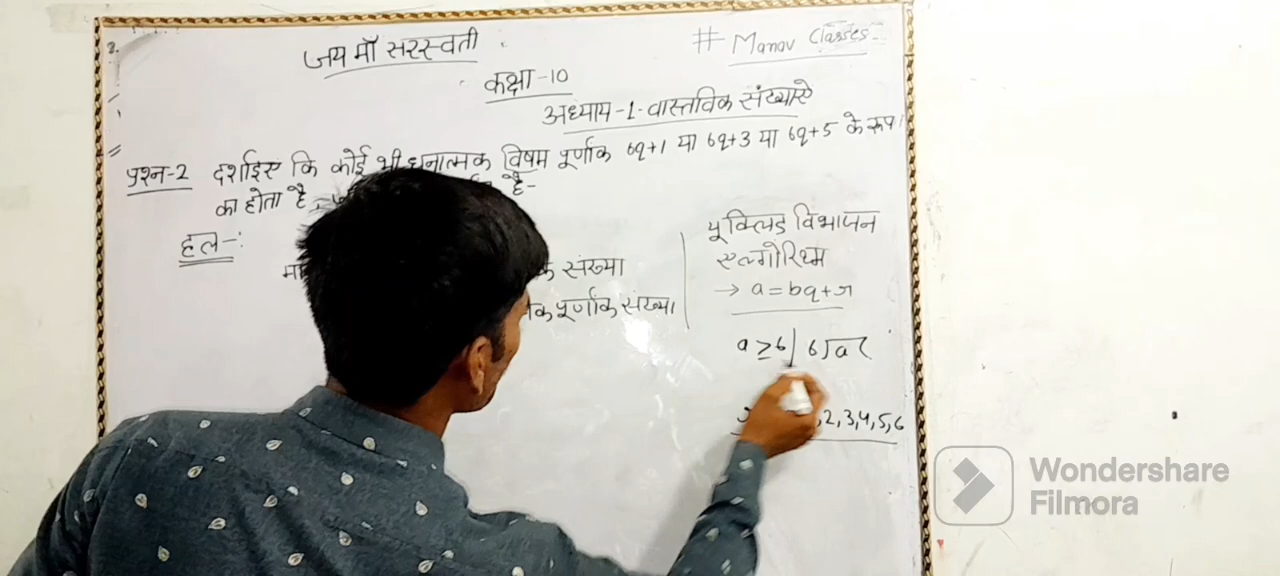 जय माँ सरस्वती
# Manav Classes
कक्षा-10
अध्याय-1-वास्तविक संख्याऐ
प्रश्न-2 दर्शाइए कि कोई भी धनात्मक विषम पूर्णांक 6q+1 या 6q+3 या 6q+5 के रूप
का होता है, है-
हल-:
संख्या
पूर्णांक संख्या
यूक्लिड विभाजन
एल्गोरिथ्म
→ a=bq+r
a ≥ 6 | 6√a(
,2,3,4,5,6
Wondershare
Filmora